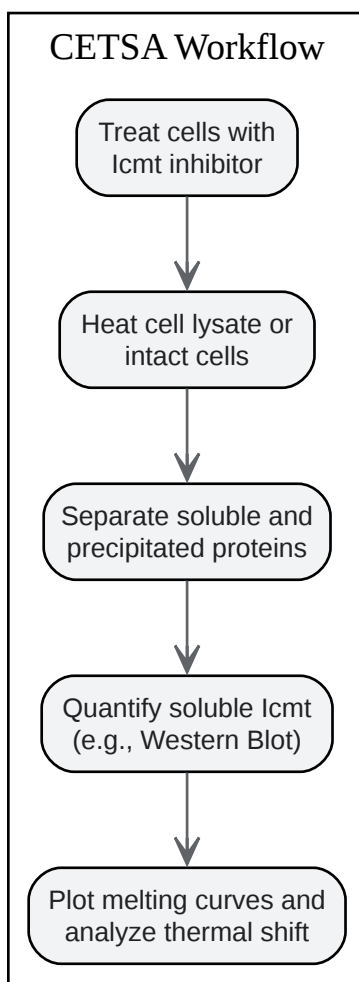 CETSA Workflow
Treat cells with
Icmt inhibitor
Heat cell lysate or
intact cells
Separate soluble and
precipitated proteins
Quantify soluble Icmt
(e.g., Western Blot)
Plot melting curves and
analyze thermal shift